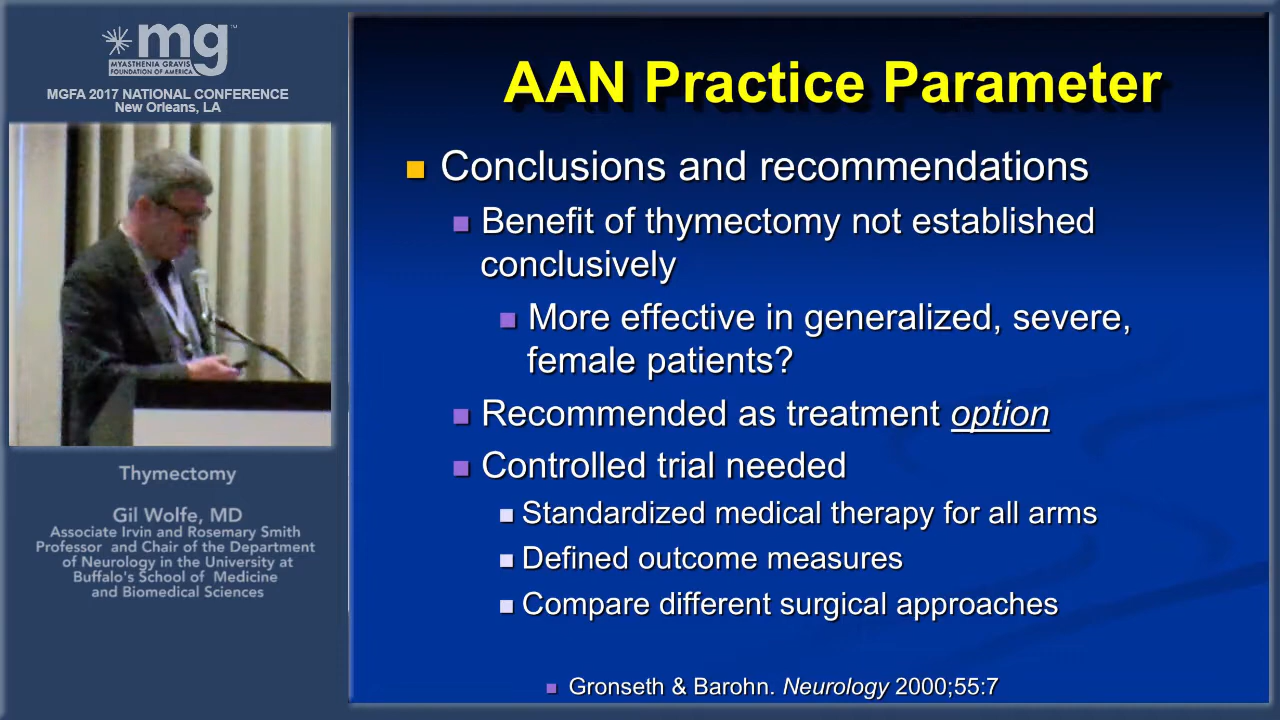 mg
MYASTHENIA GRAVIS
FOUNDATION OF AMERICA
MGFA 2017 NATIONAL CONFERENCE
New Orleans, LA
Thymectomy
Gil Wolfe, MD
Associate Irvin and Rosemary Smith
Professor and Chair of the Department
of Neurology in the University at
Buffalo's School of Medicine
and Biomedical Sciences
AAN Practice Parameter
Conclusions and recommendations
Benefit of thymectomy not established
conclusively
More effective in generalized, severe,
female patients?
Recommended as treatment option
Controlled trial needed
Standardized medical therapy for all arms
Defined outcome measures
Compare different surgical approaches
Gronseth & Barohn. Neurology 2000;55:7